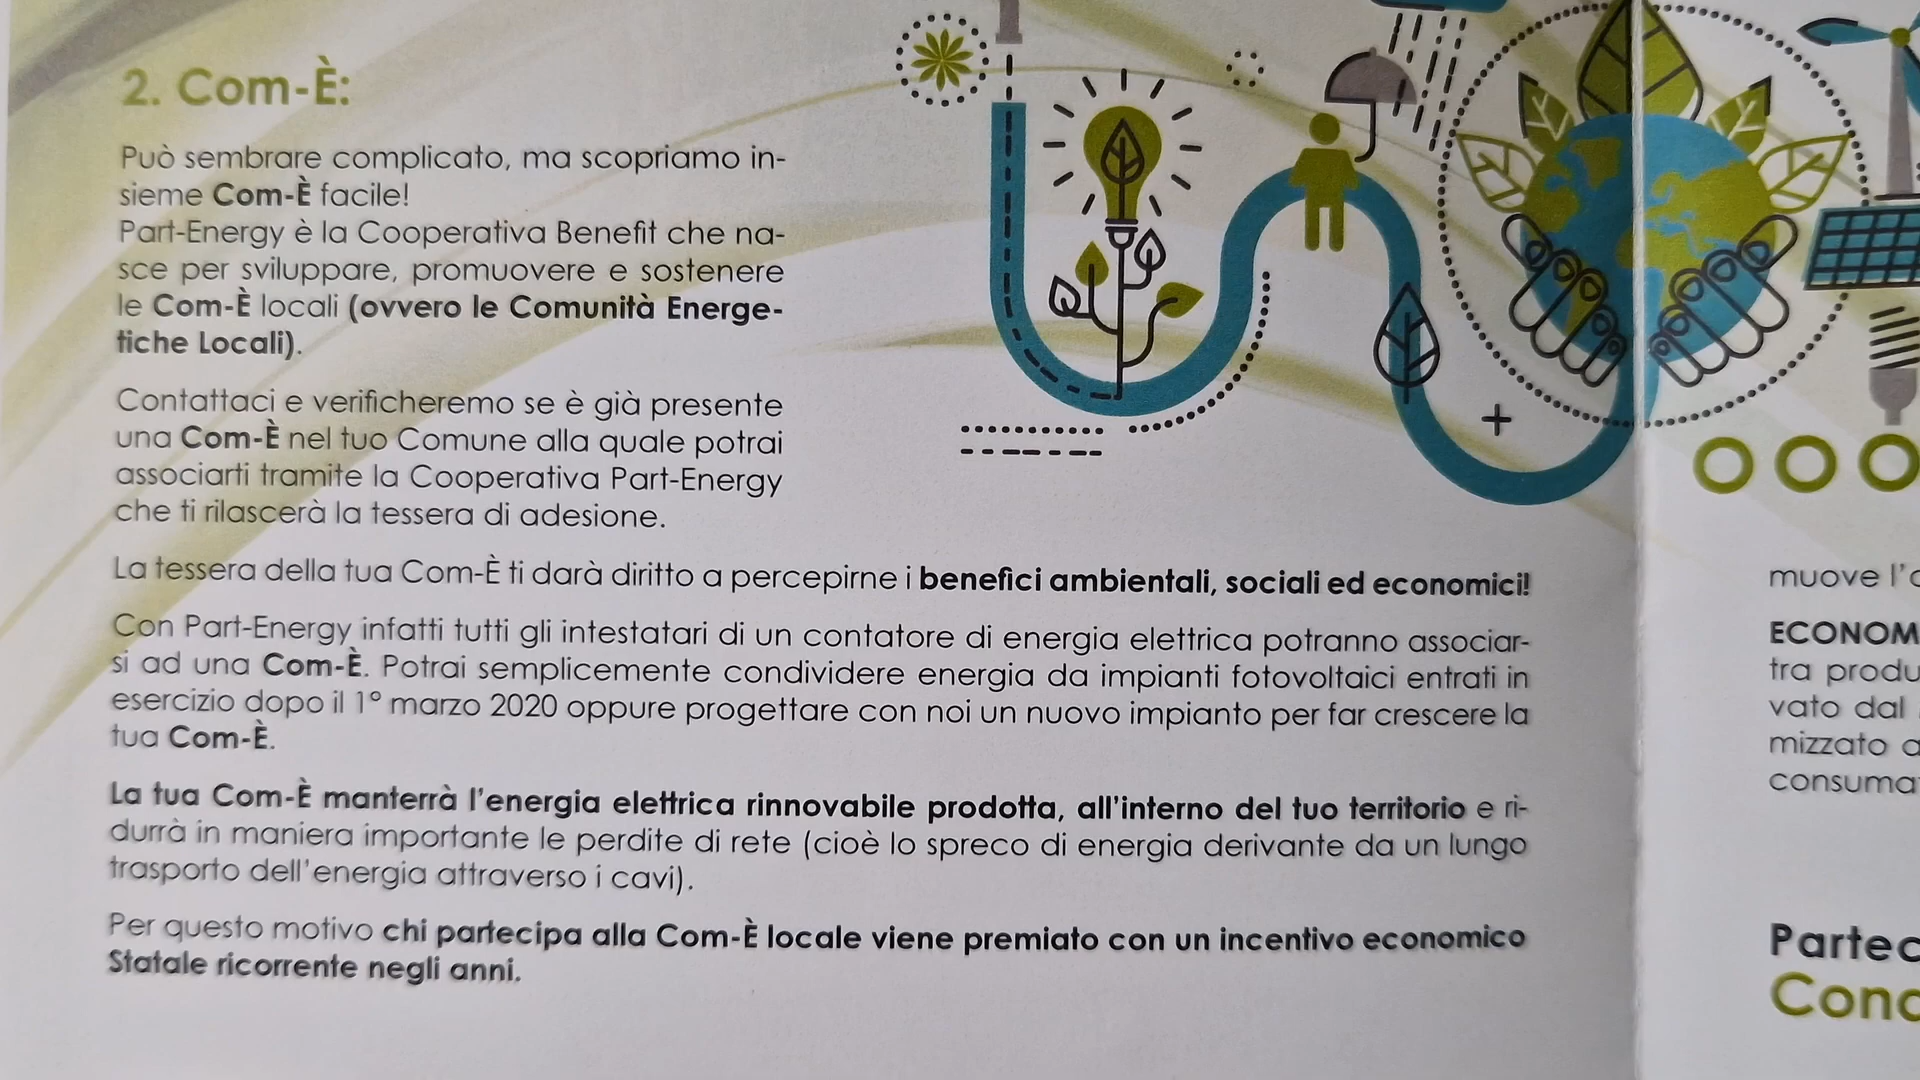 2. Com-È:
Può sembrare complicato, ma scopriamo in-
sieme Com-È facile!
Part-Energy è la Cooperativa Benefit che na-
sce per sviluppare, promuovere e sostenere
le Com-È locali (ovvero le Comunità Energe-
tiche Locali).
Contattaci e verificheremo se è già presente
una Com-È nel tuo Comune alla quale potrai
associarti tramite la Cooperativa Part-Energy
che ti rilascerà la tessera di adesione.
La tessera della tua Com-È ti darà diritto a percepirne i benefici ambientali, sociali ed economici!
Con Part-Energy infatti tutti gli intestatari di un contatore di energia elettrica potranno associar-
si ad una Com-È. Potrai semplicemente condividere energia da impianti fotovoltaici entrati in
esercizio dopo il 1° marzo 2020 oppure progettare con noi un nuovo impianto per far crescere la
tua Com-È.
La tua Com-È manterrà l'energia elettrica rinnovabile prodotta, all'interno del tuo territorio e ri-
durrà in maniera importante le perdite di rete (cioè lo spreco di energia derivante da un lungo
trasporto dell'energia attraverso i cavi).
Per questo motivo chi partecipa alla Com-È locale viene premiato con un incentivo economico
Statale ricorrente negli anni.
muove l'
ECONOM
tra produ
vato dal
mizzato a
consuma
Partec
Cond